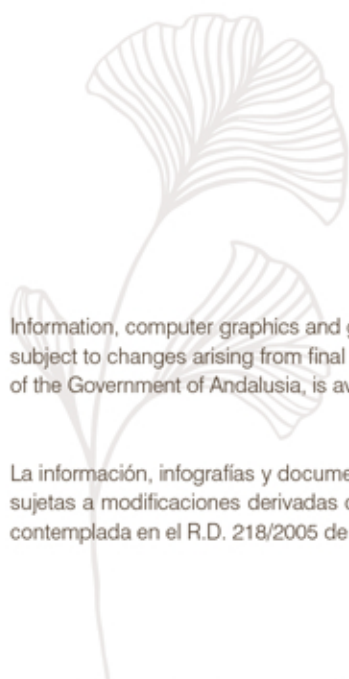 Information, computer graphics and
subject to changes arising from final
of the Government of Andalusia, is
La información, infografías y
sujetas a modificaciones derivadas
contemplada en el R.D. 218/2005 de